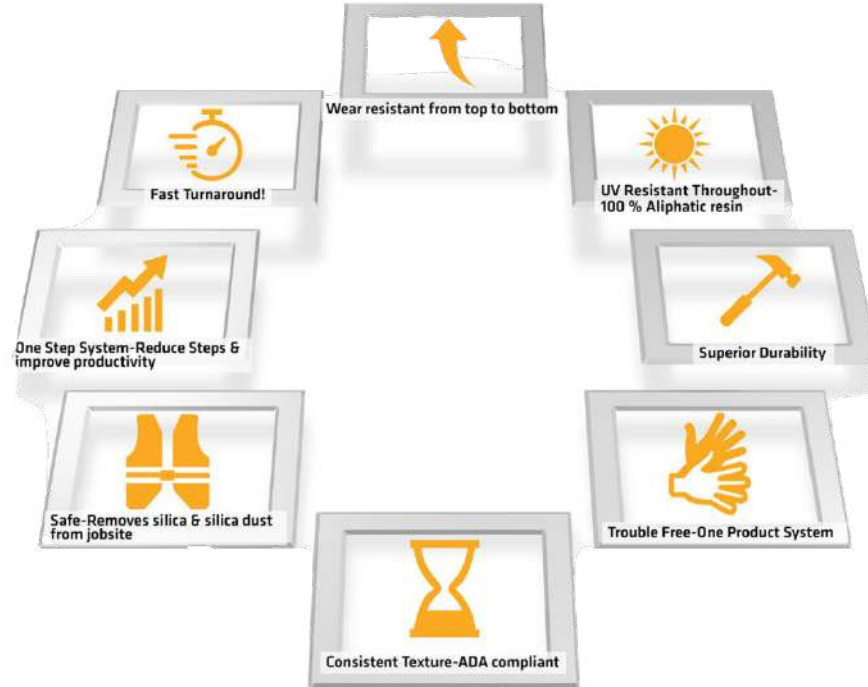 Wear resistant from top to bottom
Fast Turnaround!
UV Resistant Throughout-
100 % Aliphatic resin
One Step System-Reduce Steps &
improve productivity
Superior Durability
Safe-Removes silica & silica dust
from jobsite
Trouble Free-One Product System
Consistent Texture-ADA compliant